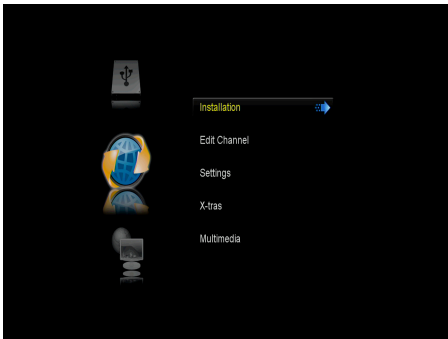 Installation
Edit Channel
Settings
X-tras
Multimedia